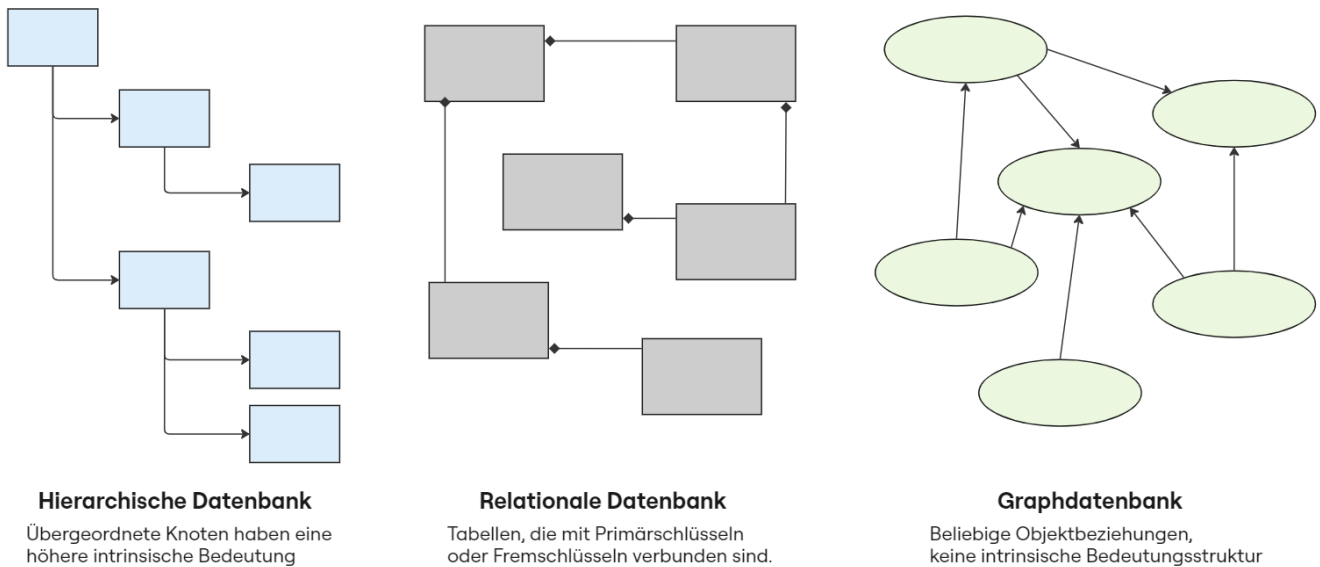 Hierarchische Datenbank
Übergeordnete Knoten haben eine
höhere intrinsische Bedeutung
Relationale Datenbank
Tabellen, die mit Primärschlüsseln
oder Fremschlüsseln verbunden sind.
Graphdatenbank
Beliebige Objektbeziehungen,
keine intrinsische Bedeutungsstruktur